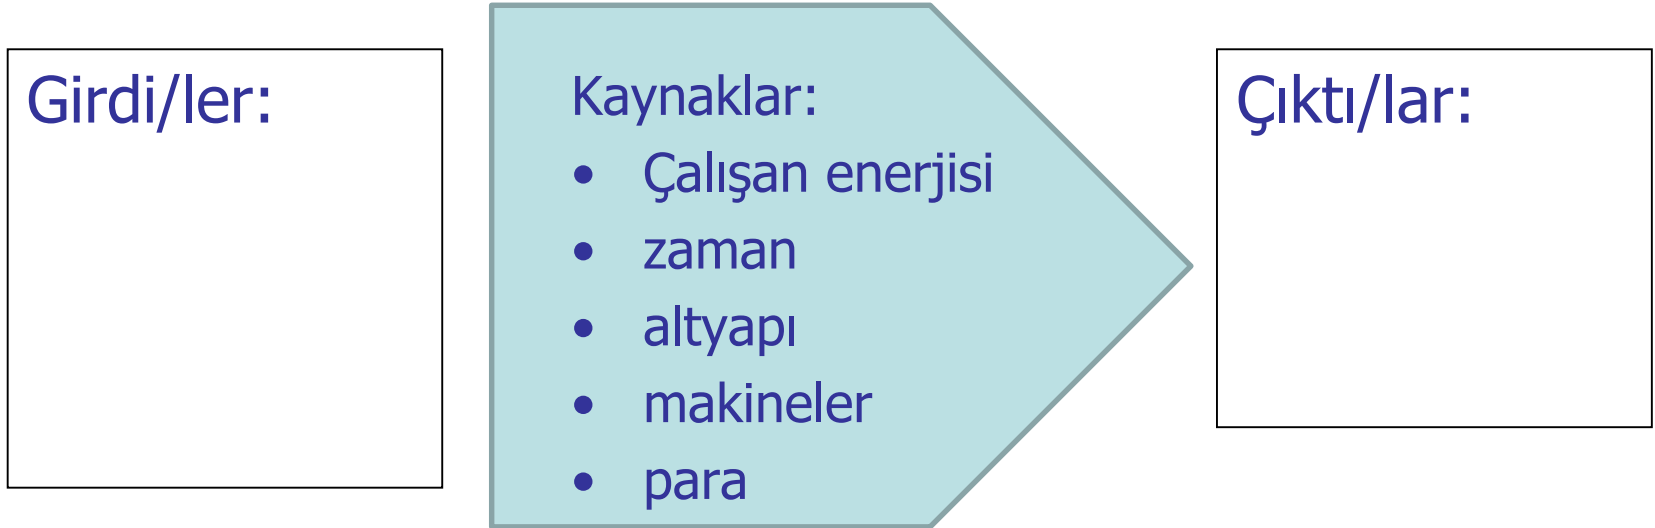 Girdi/ler:
Kaynaklar:
• Çalışan enerjisi
• zaman
• altyapı
• makineler
• para
Çıktı/lar: